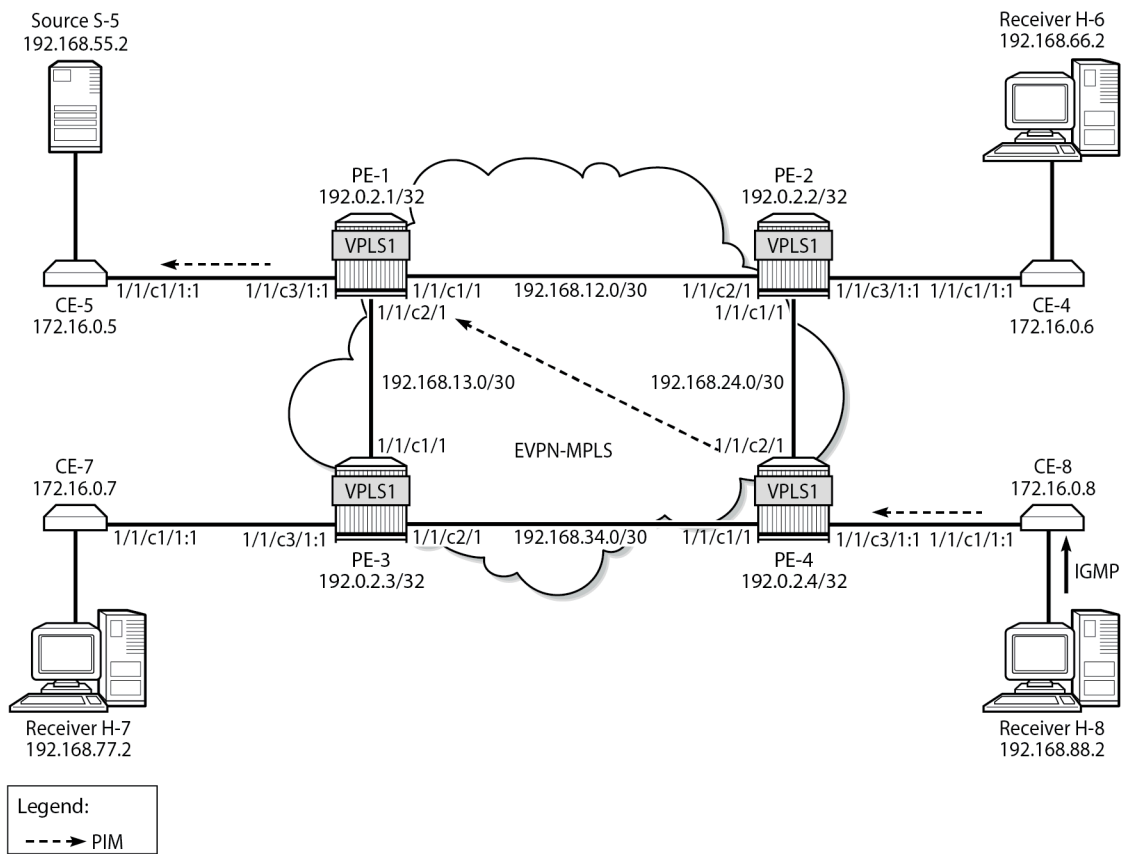 Source S-5
192.168.55.2
Receiver H-6
192.168.66.2
PE-1
192.0.2.1/32
PE-2
192.0.2.2/32
VPLS1
VPLS1
1/1/c1/1:1
1/1/c3/1:1
1/1/c1/1
192.168.12.0/30
1/1/c2/1
1/1/c3/1:1
1/1/c1/1:1
CE-5
172.16.0.5
1/1/c2/1
1/1/c1/1
CE-4
172.16.0.6
192.168.13.0/30
192.168.24.0/30
1/1/c1/1
EVPN-MPLS
1/1/c2/1
CE-7
172.16.0.7
VPLS1
VPLS1
CE-8
172.16.0.8
1/1/c1/1:1
1/1/c3/1:1
1/1/c2/1
192.168.34.0/30
1/1/c1/1
1/1/c3/1:1
1/1/c1/1:1
PE-3
192.0.2.3/32
PE-4
192.0.2.4/32
IGMP
Receiver H-7
192.168.77.2
Receiver H-8
192.168.88.2
Legend:
PIM